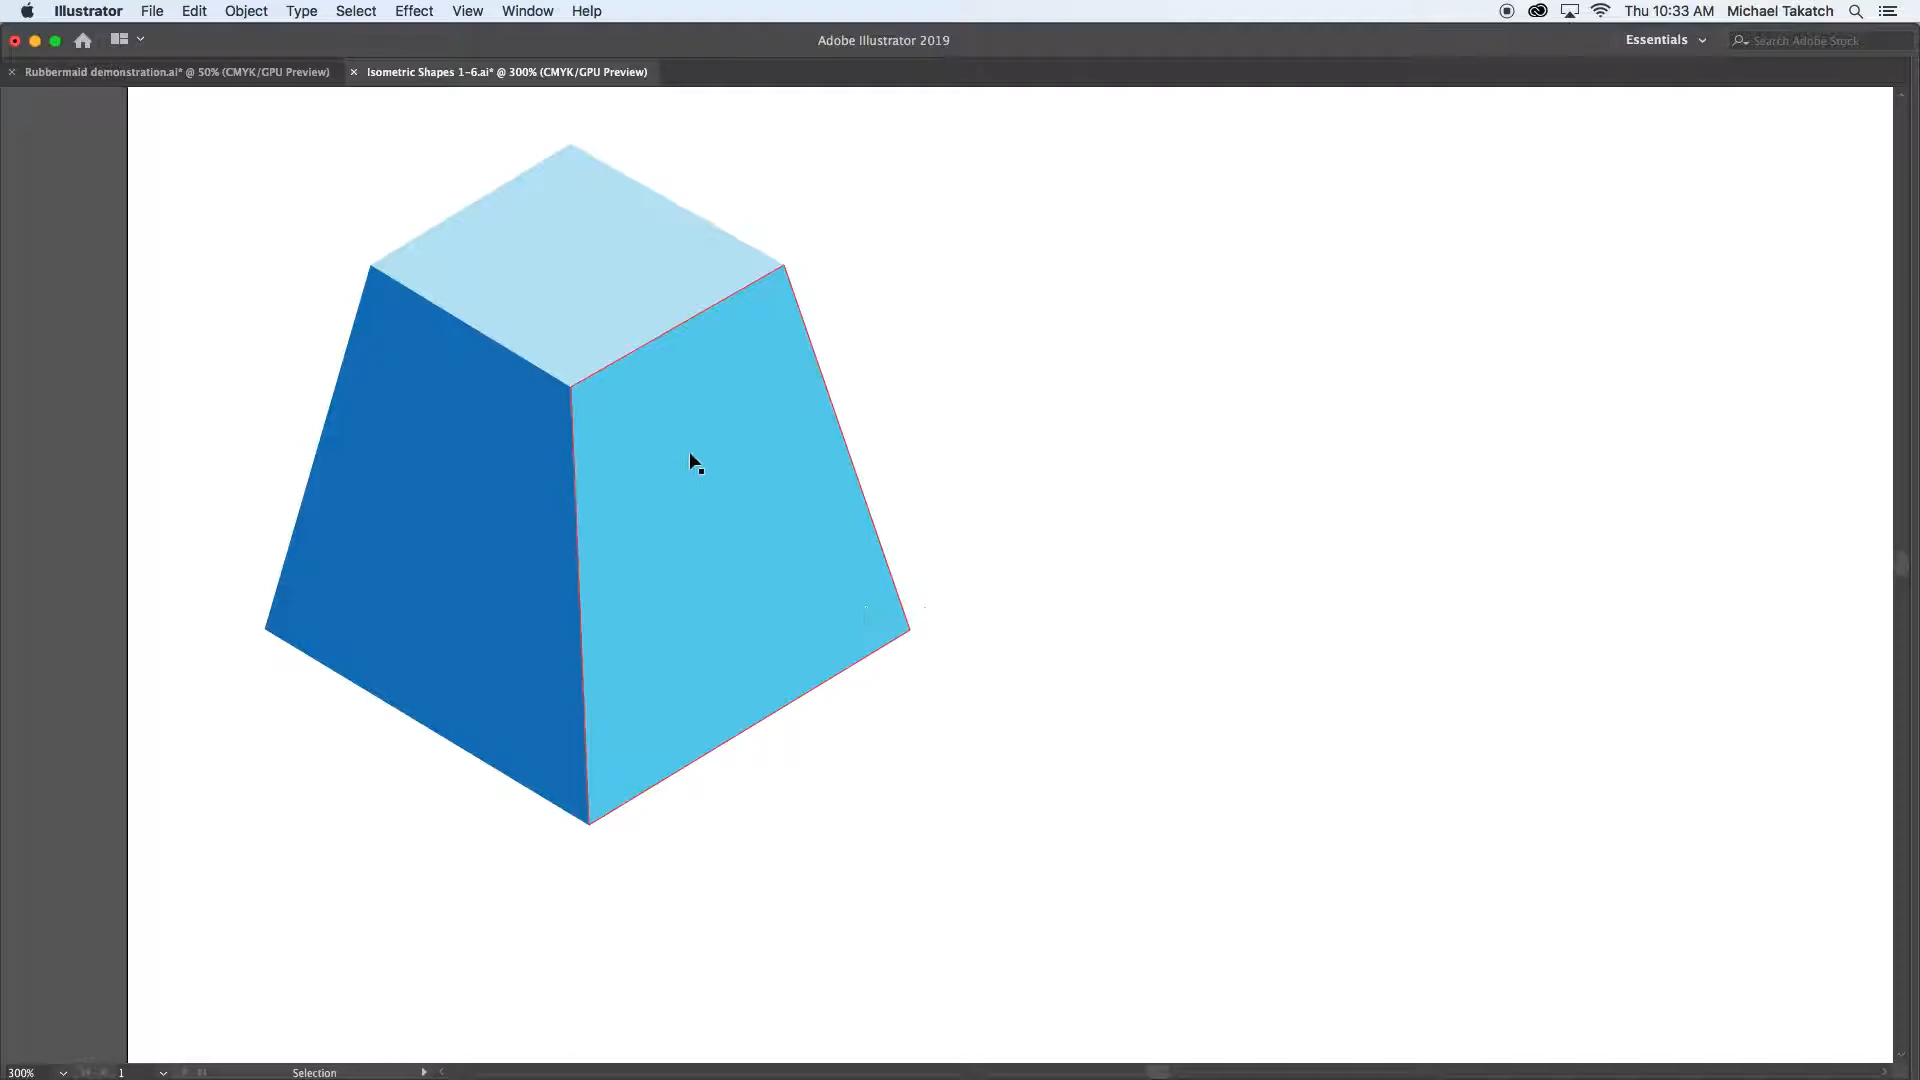 Illustrator File Edit Object Type Select Effect View Window Help Thu 10:33 AM Michael Takatch
Adobe Illustrator 2019 Essentials Search Adobe Stock
Rubbermaid demonstration.ai* @ 50% (CMYK/GPU Preview) Isometric Shapes 1-6.ai* @ 300% (CMYK/GPU Preview)
300% 1 Selection